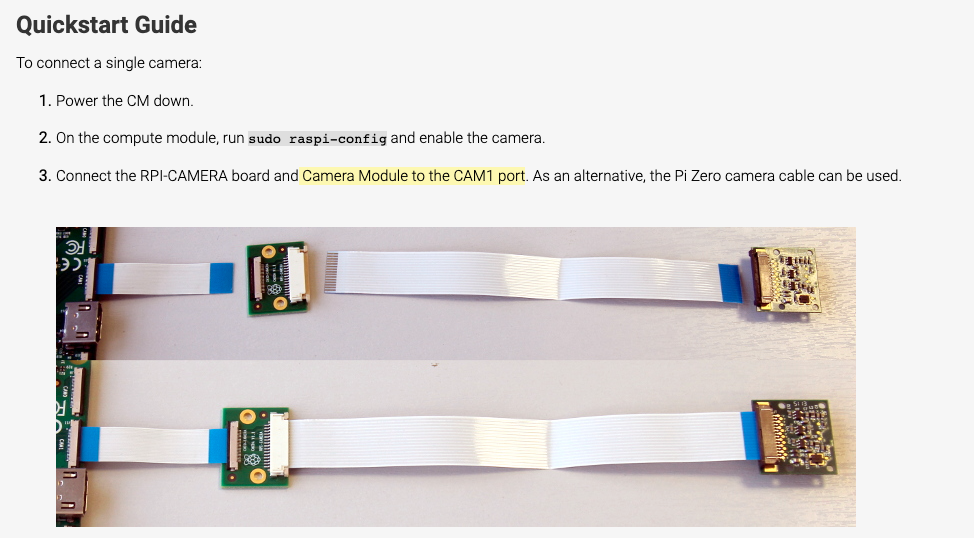 Quickstart Guide
To connect a single camera:
1. Power the CM down.
2. On the compute module, run sudo raspi-config and enable the camera.
3. Connect the RPI-CAMERA board and Camera Module to the CAM1 port. As an alternative, the Pi Zero camera cable can be used.